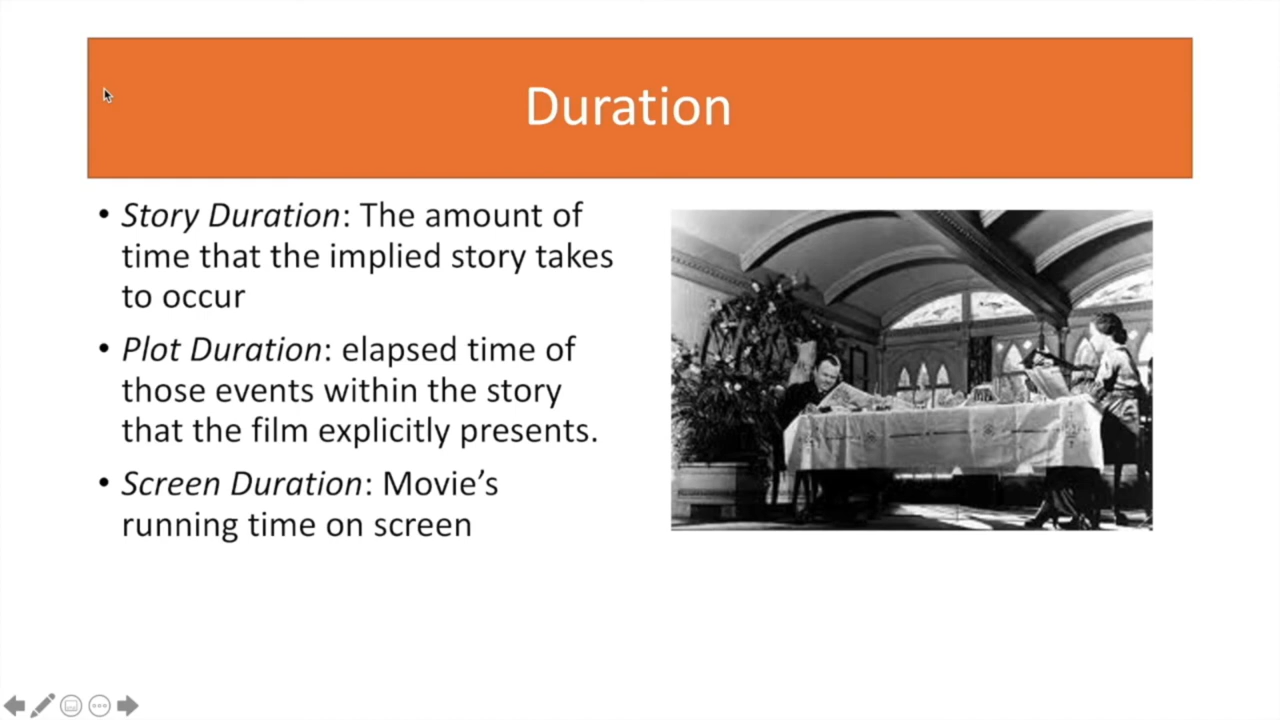 Duration
• Story Duration: The amount of
time that the implied story takes
to occur
• Plot Duration: elapsed time of
those events within the story
that the film explicitly presents.
• Screen Duration: Movie’s
running time on screen